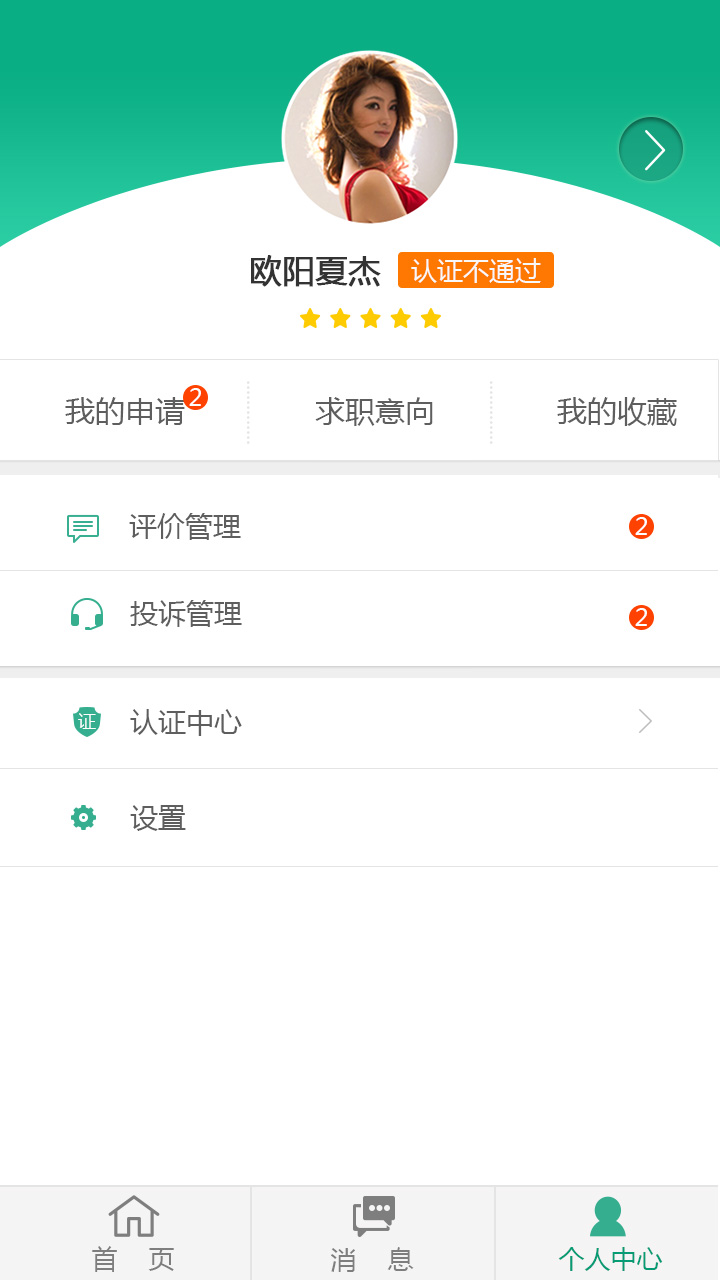 欧阳夏杰 认证不通过
我的申请 2 求职意向 我的收藏
评价管理 2
投诉管理 2
证 认证中心
设置
首 页 消 息 个人中心